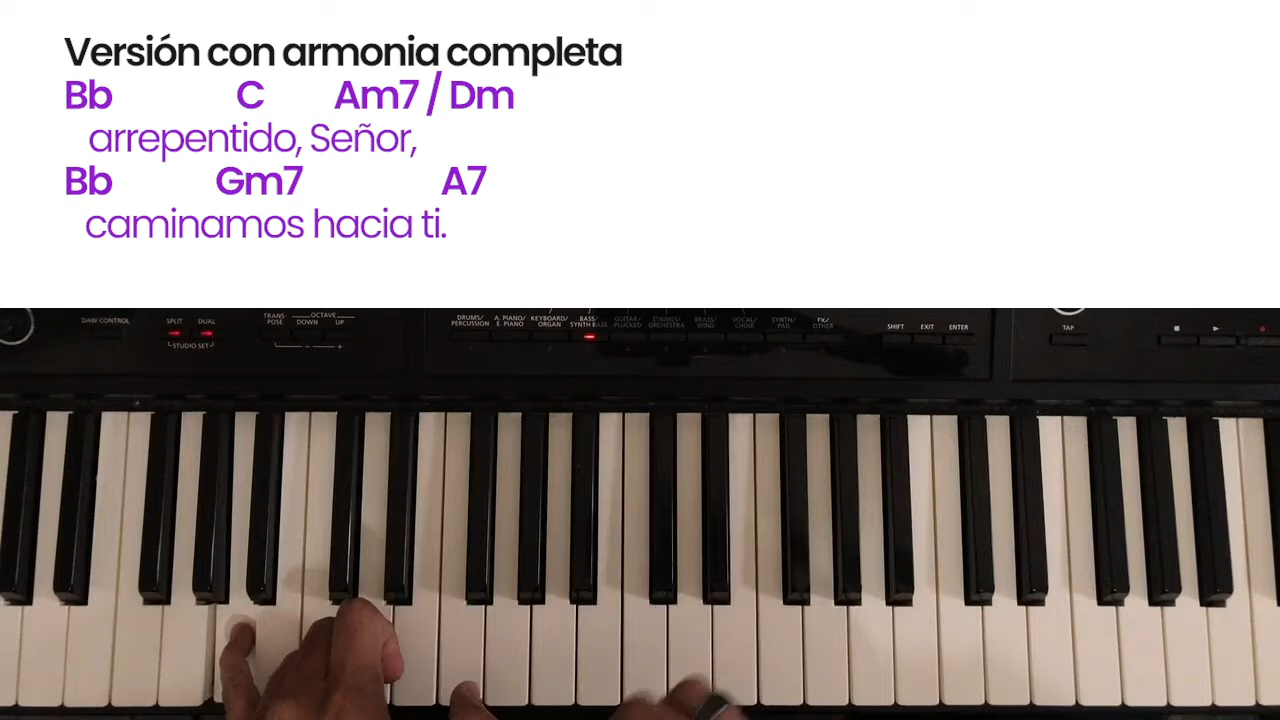 Versión con armonia completa
Bb C Am7 / Dm
arrepentido, Señor,
Bb Gm7 A7
caminamos hacia ti.
DAW CONTROL
SPLIT DUAL
STUDIO SET
TRANS-
POSE
OCTAVE
DOWN UP
- +
DRUMS/
PERCUSSION
A. PIANO/
E. PIANO
KEYBOARD/
ORGAN
BASS/
SYNTH BASS
GUITAR/
PLUCKED
STRINGS/
ORCHESTRA
BRASS/
WIND
VOCAL/
CHOIR
SYNTH/
PAD
FX/
OTHER
SHIFT EXIT ENTER
TAP